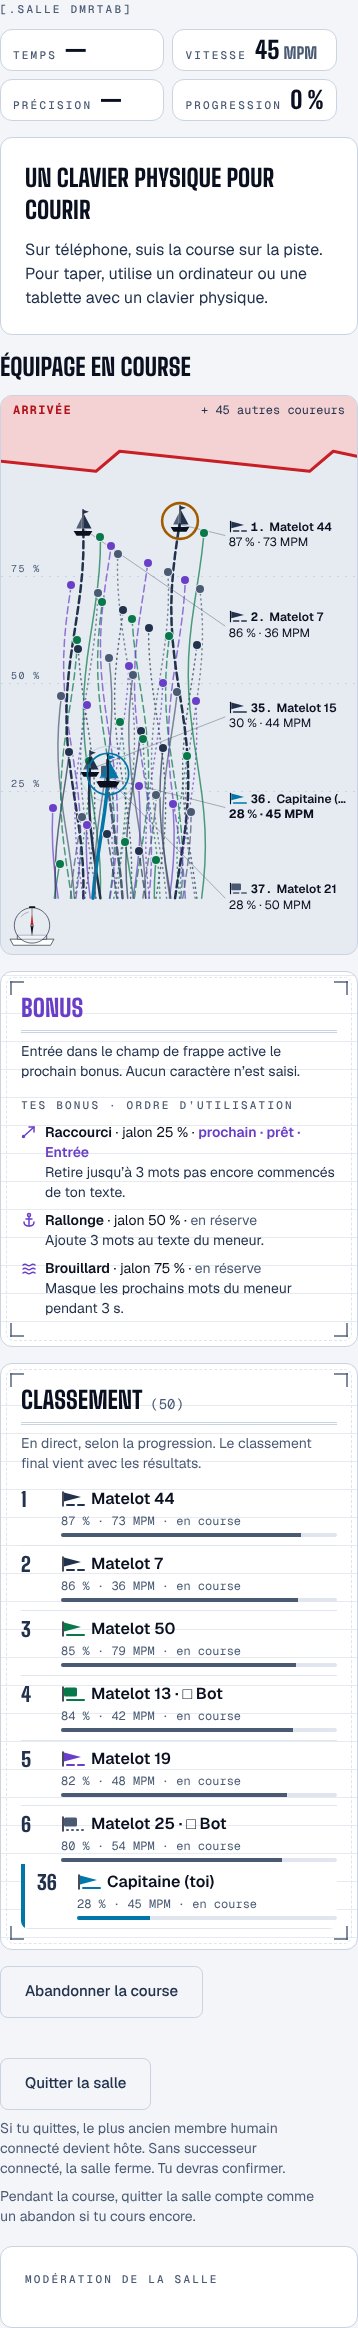 [.SALLE DMRTAB]
TEMPS —
VITESSE 45 MPM
PRÉCISION —
PROGRESSION 0 %
UN CLAVIER PHYSIQUE POUR
COURIR
Sur téléphone, suis la course sur la piste.
Pour taper, utilise un ordinateur ou une
tablette avec un clavier physique.
ÉQUIPAGE EN COURSE
ARRIVÉE
+ 45 autres coureurs
1. Matelot 44
87 % · 73 MPM
75 %
2. Matelot 7
86 % · 36 MPM
50 %
35. Matelot 15
30 % · 44 MPM
25 %
36. Capitaine (…
28 % · 45 MPM
37. Matelot 21
28 % · 50 MPM
BONUS
Entrée dans le champ de frappe active le
prochain bonus. Aucun caractère n'est saisi.
TES BONUS · ORDRE D'UTILISATION
Raccourci · jalon 25 % · prochain · prêt ·
Entrée
Retire jusqu'à 3 mots pas encore commencés
de ton texte.
Rallonge · jalon 50 % · en réserve
Ajoute 3 mots au texte du meneur.
Brouillard · jalon 75 % · en réserve
Masque les prochains mots du meneur
pendant 3 s.
CLASSEMENT (50)
En direct, selon la progression. Le classement
final vient avec les résultats.
1 Matelot 44
87 % · 73 MPM · en course
2 Matelot 7
86 % · 36 MPM · en course
3 Matelot 50
85 % · 79 MPM · en course
4 Matelot 13 · □ Bot
84 % · 42 MPM · en course
5 Matelot 19
82 % · 48 MPM · en course
6 Matelot 25 · □ Bot
80 % · 54 MPM · en course
36 Capitaine (toi)
28 % · 45 MPM · en course
Abandonner la course
Quitter la salle
Si tu quittes, le plus ancien membre humain
connecté devient hôte. Sans successeur
connecté, la salle ferme. Tu devras confirmer.
Pendant la course, quitter la salle compte comme
un abandon si tu cours encore.
MODÉRATION DE LA SALLE